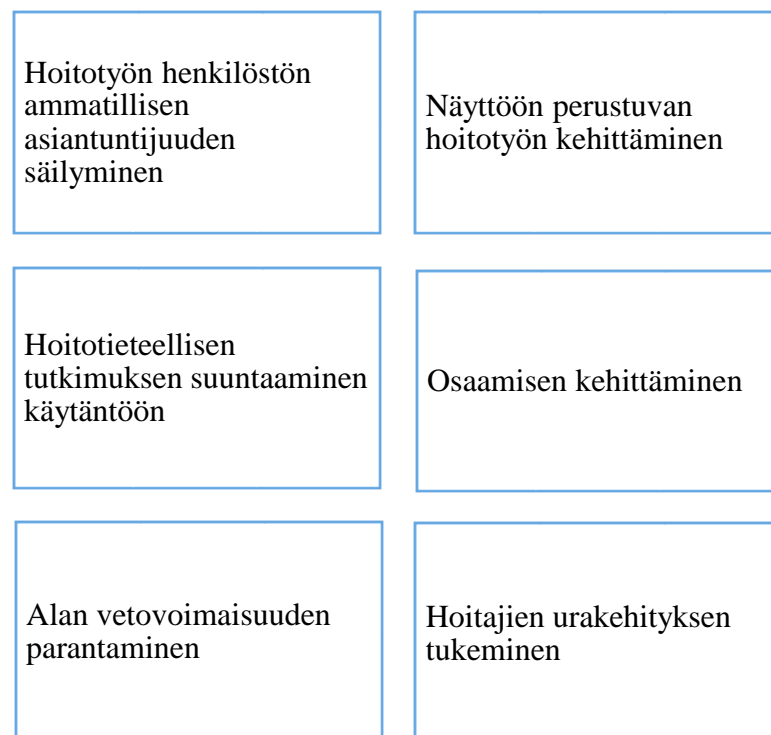 Hoitotyön henkilöstön
ammatillisen
asiantuntijuuden
säilyminen
Näyttöön perustuvan
hoitotyön kehittäminen
Hoitotieteellisen
tutkimuksen suuntaaminen
käytäntöön
Osaamisen kehittäminen
Alan vetovoimaisuuden
parantaminen
Hoitajien urakehityksen
tukeminen